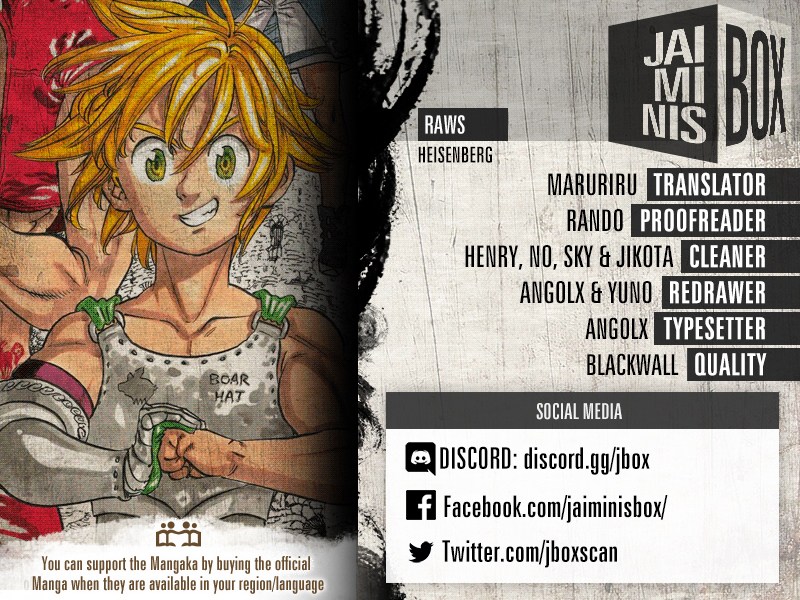 JAI
MI
NIS
BOX
RAWS
HEISENBERG
MARURIRU TRANSLATOR
RANDO PROOFREADER
HENRY, NO, SKY & JIKOTA CLEANER
ANGOLX & YUNO REDRAWER
ANGOLX TYPESETTER
BLACKWALL QUALITY
SOCIAL MEDIA
DISCORD: discord.gg/jbox
Facebook.com/jaiminisbox/
Twitter.com/jboxscan
BOAR
HAT
You can support the Mangaka by buying the official
Manga when they are available in your region/language